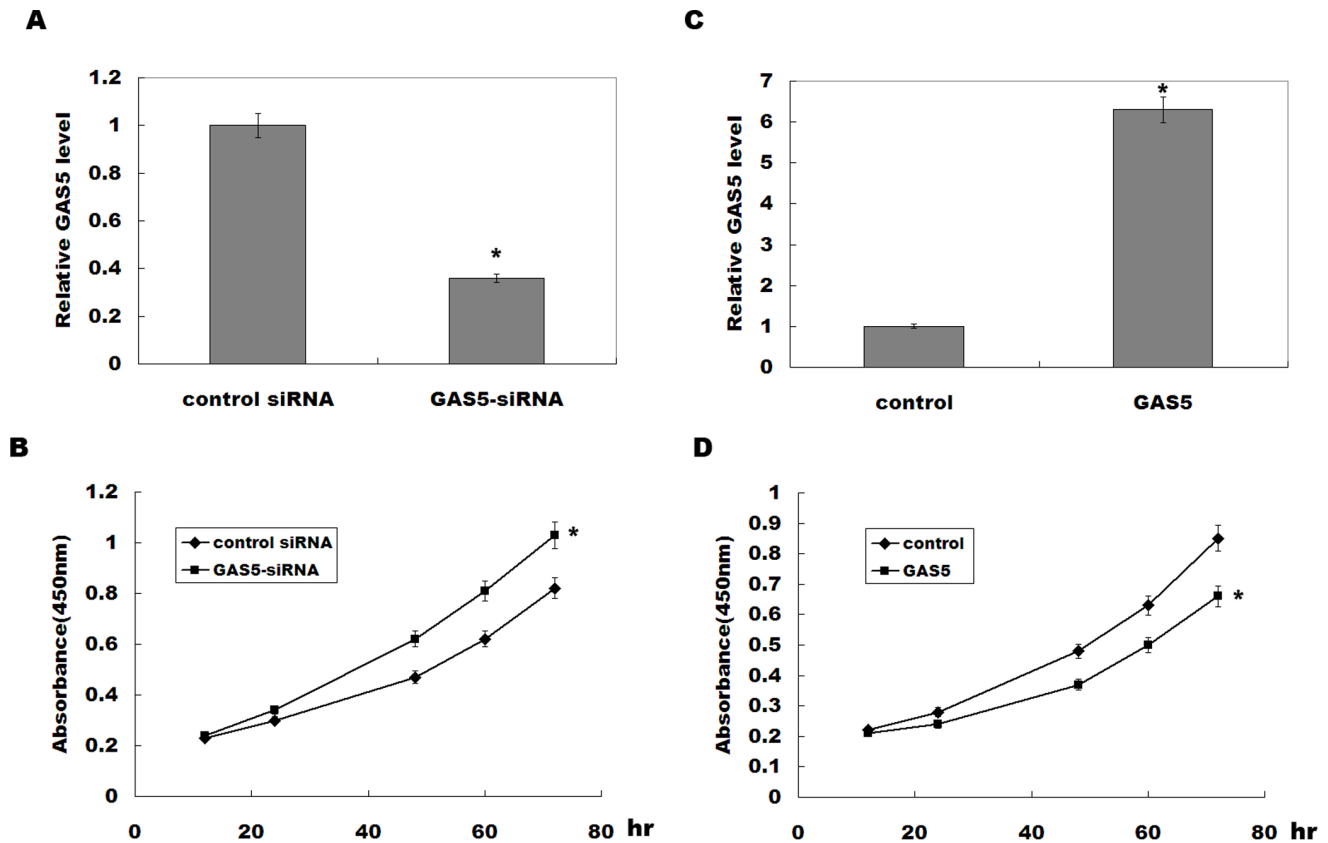 A
Relative GAS5 level
1.2
1
0.8
0.6
0.4
0.2
0
*
control siRNA GAS5-siRNA
C
Relative GAS5 level
7
6
5
4
3
2
1
0
*
control GAS5
B
Absorbance(450nm)
1.2
1
0.8
0.6
0.4
0.2
0
control siRNA
GAS5-siRNA
*
0 20 40 60 80 hr
D
Absorbance(450nm)
1
0.9
0.8
0.7
0.6
0.5
0.4
0.3
0.2
0.1
0
control
GAS5
*
0 20 40 60 80 hr